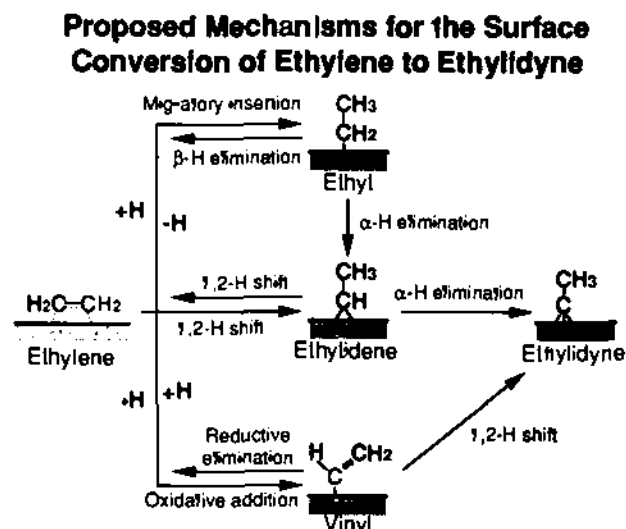 Proposed Mechanisms for the Surface
Conversion of Ethylene to Ethylidyne
Migratory insertion
β-H elimination
CH3
CH2
Ethyl
+H
-H
α-H elimination
1,2-H shift
1,2-H shift
H2C-CH2
Ethylene
CH3
CH
Ethylidene
α-H elimination
CH3
C
Ethylidyne
-H
+H
Reductive
elimination
Oxidative addition
H
C
CH2
Vinyl
1,2-H shift